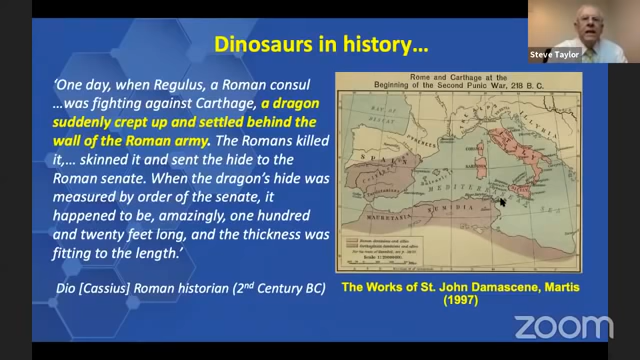 Dinosaurs in history…
Steve Taylor
'One day, when Regulus, a Roman consul
…was fighting against Carthage, a dragon
suddenly crept up and settled behind the
wall of the Roman army. The Romans killed
it,… skinned it and sent the hide to the
Roman senate. When the dragon's hide was
measured by order of the senate, it
happened to be, amazingly, one hundred
and twenty feet long, and the thickness was
fitting to the length.'
Dio [Cassius] Roman historian (2nd Century BC)
Rome and Carthage at the
Beginning of the Second Punic War, 218 B. C.
SPAIN
ILLYRIA
MEDITERR
MAURETANIA
NUMIDIA
The Works of St. John Damascene, Martis
(1997)
zoom